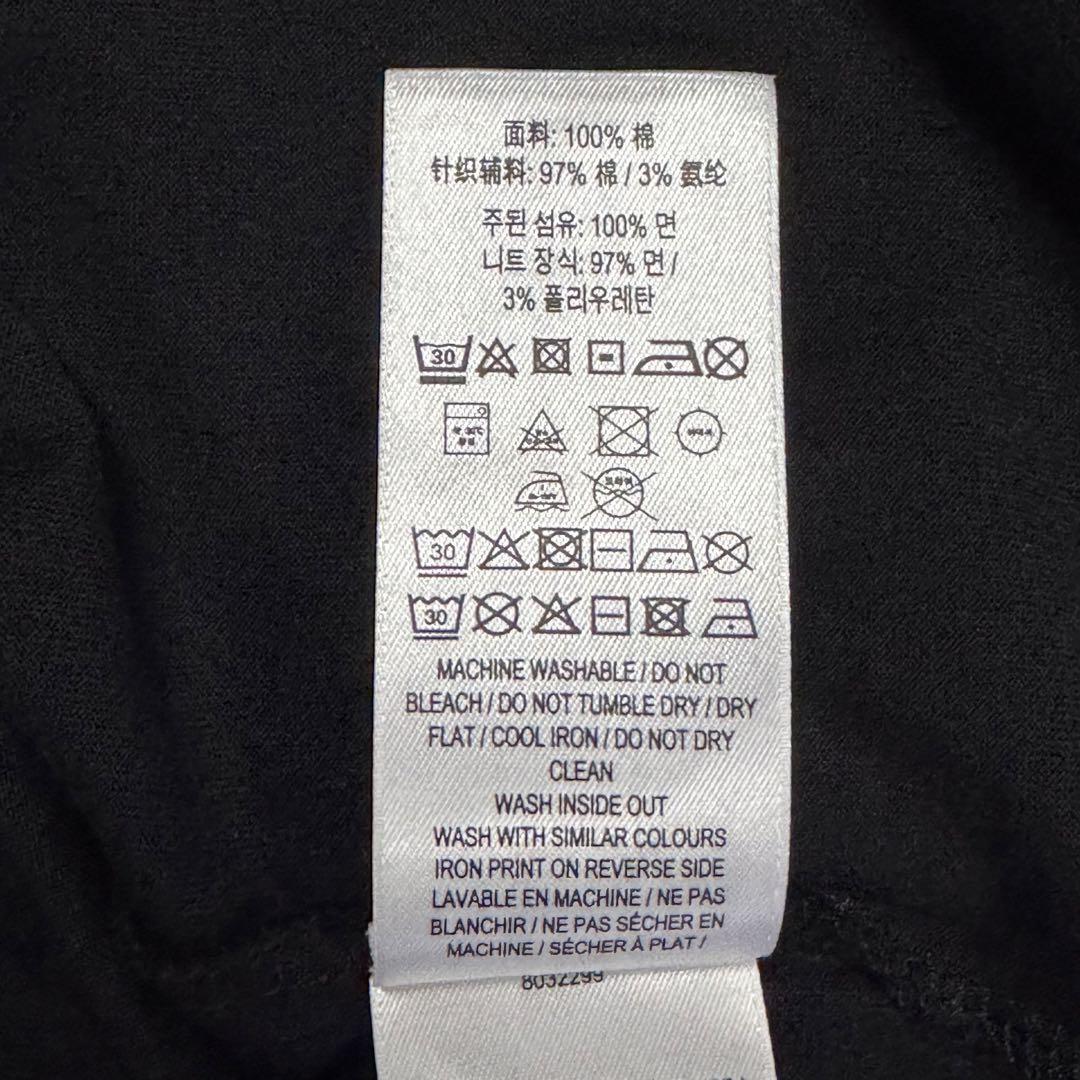 面料: 100% 棉
针织辅料: 97% 棉 / 3% 氨纶
주된 섬유: 100% 면
니트 장식: 97% 면 /
3% 폴리우레탄
30
30
30
MACHINE WASHABLE / DO NOT
BLEACH / DO NOT TUMBLE DRY / DRY
FLAT / COOL IRON / DO NOT DRY
CLEAN
WASH INSIDE OUT
WASH WITH SIMILAR COLOURS
IRON PRINT ON REVERSE SIDE
LAVABLE EN MACHINE / NE PAS
BLANCHIR / NE PAS SÉCHER EN
MACHINE / SÉCHER À PLAT /
8032299